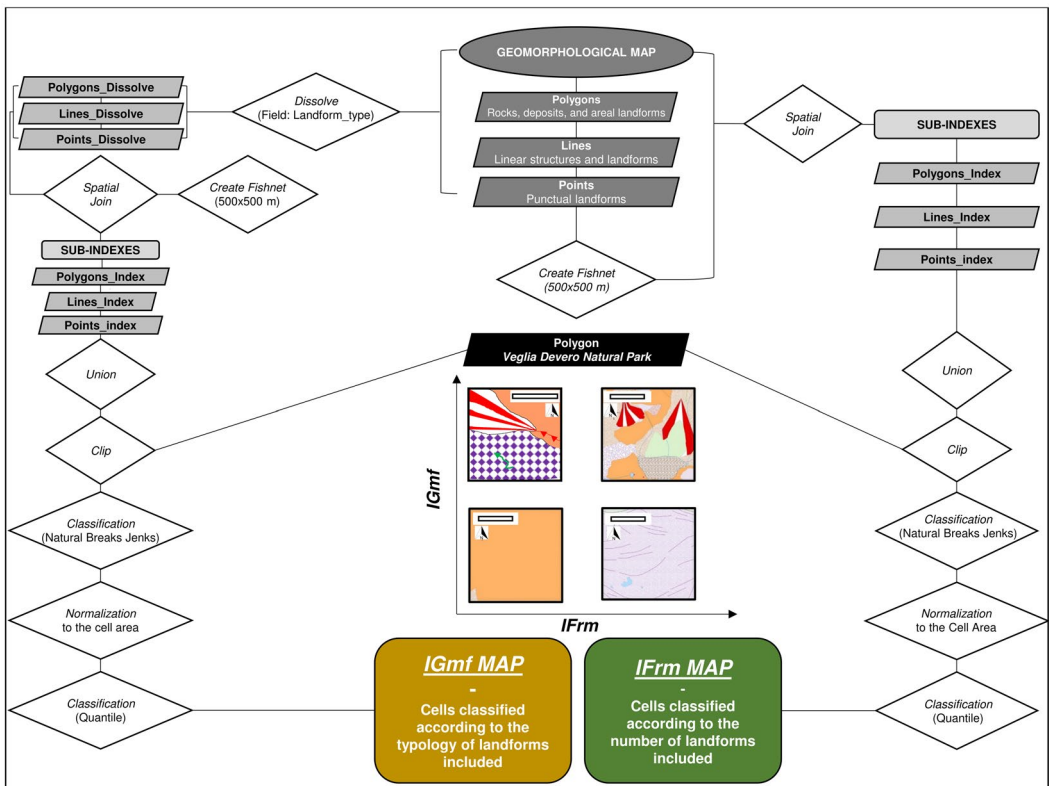 GEOMORPHOLOGICAL MAP
Polygons
Rocks, deposits, and areal landforms
Lines
Linear structures and landforms
Points
Punctual landforms
Create Fishnet
(500x500 m)
Dissolve
(Field: Landform_type)
Polygons_Dissolve
Lines_Dissolve
Points_Dissolve
Spatial
Join
Create Fishnet
(500x500 m)
SUB-INDEXES
Polygons_Index
Lines_Index
Points_index
Union
Clip
Classification
(Natural Breaks Jenks)
Normalization
to the cell area
Classification
(Quantile)
Spatial
Join
SUB-INDEXES
Polygons_Index
Lines_Index
Points_index
Union
Clip
Classification
(Natural Breaks Jenks)
Normalization
to the Cell Area
Classification
(Quantile)
Polygon
Veglia Devero Natural Park
IGmf
IFrm
N
N
N
N
IGmf MAP
-
Cells classified
according to the
typology of landforms
included
IFrm MAP
-
Cells classified
according to the
number of landforms
included